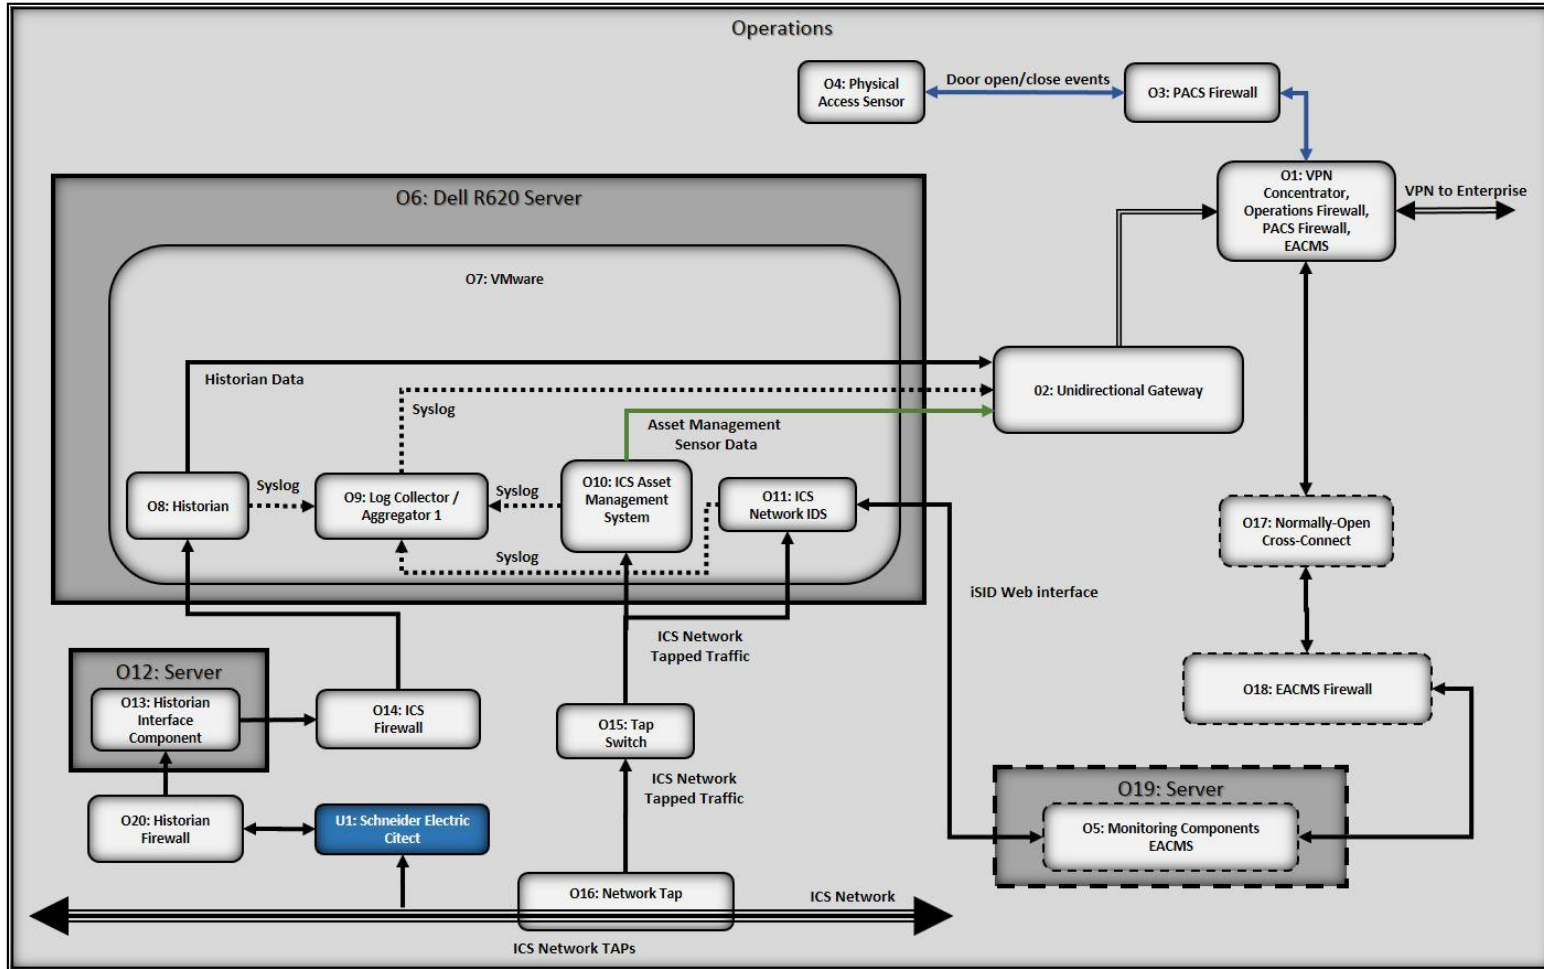 Operations
O4: Physical
Access Sensor
Door open/close events
O3: PACS Firewall
O1: VPN
Concentrator,
Operations Firewall,
PACS Firewall,
EACMS
VPN to Enterprise
O6: Dell R620 Server
O7: VMware
Historian Data
Syslog
Asset Management
Sensor Data
02: Unidirectional Gateway
O8: Historian
Syslog
O9: Log Collector /
Aggregator 1
Syslog
O10: ICS Asset
Management
System
O11: ICS
Network IDS
Syslog
O17: Normally-Open
Cross-Connect
iSID Web interface
ICS Network
Tapped Traffic
O12: Server
O13: Historian
Interface
Component
O14: ICS
Firewall
O15: Tap
Switch
O18: EACMS Firewall
ICS Network
Tapped Traffic
O19: Server
O5: Monitoring Components
EACMS
O20: Historian
Firewall
U1: Schneider Electric
Citect
O16: Network Tap
ICS Network
ICS Network TAPs